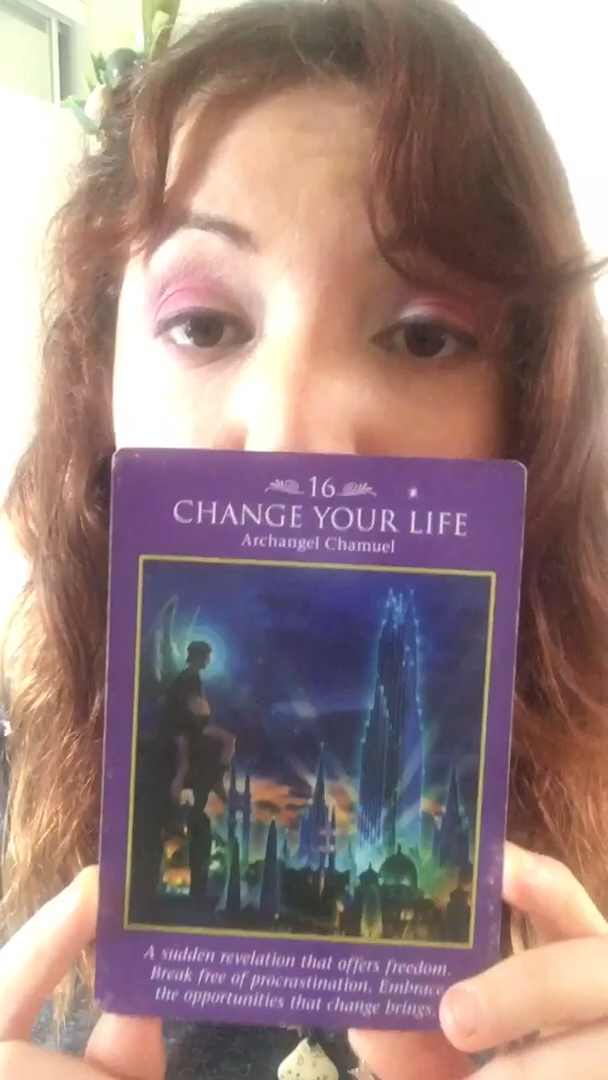 16
CHANGE YOUR LIFE
Archangel Chamuel
A sudden revelation that offers freedom.
Break free of procrastination. Embrace
the opportunities that change brings.